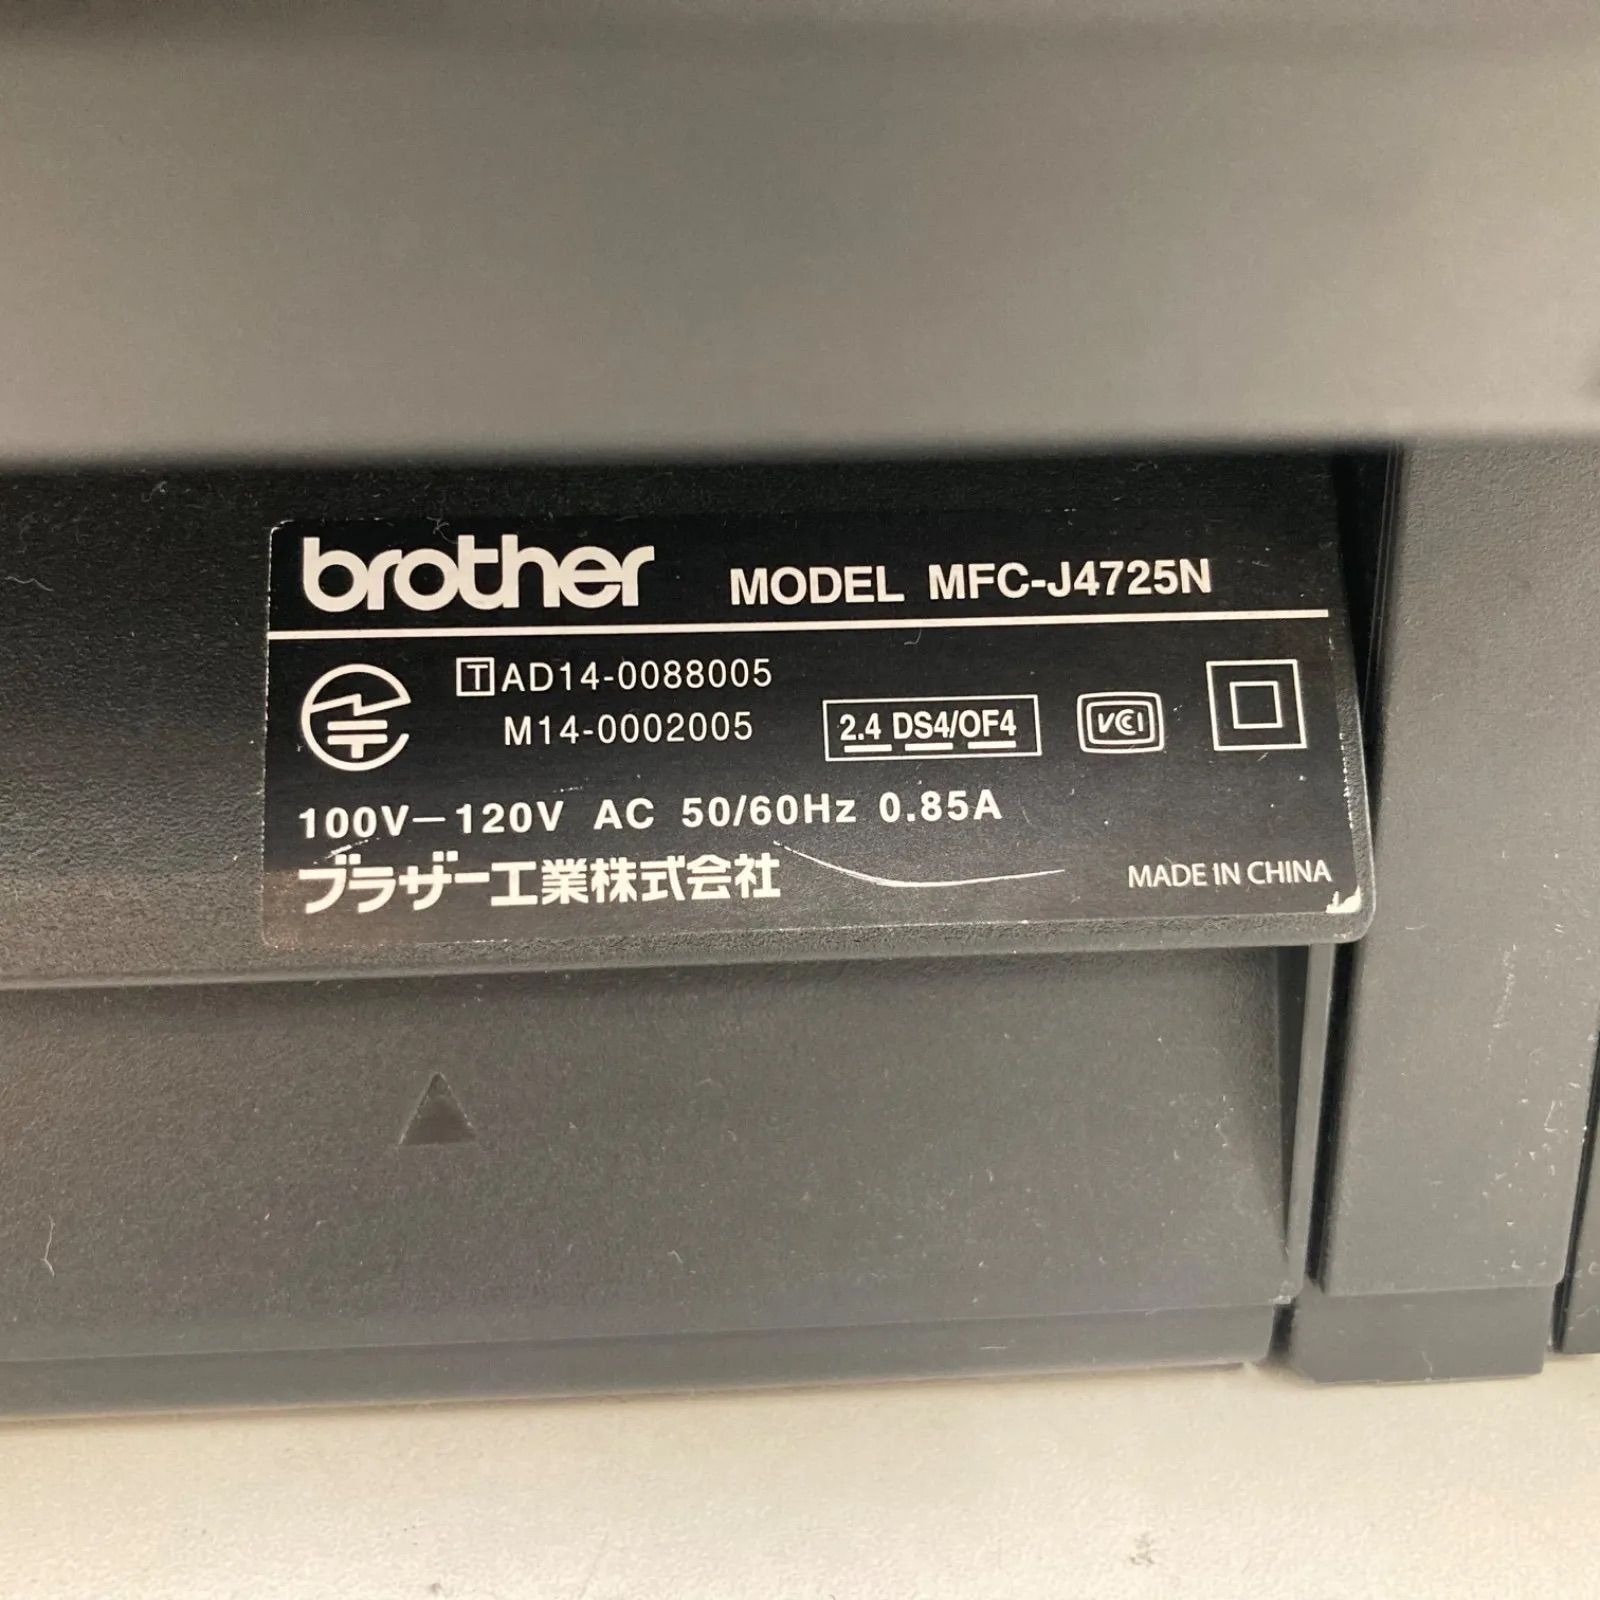 brother MODEL MFC-J4725N
T AD14-0088005
M14-0002005
2.4 DS4/OF4
VCCI
100V-120V AC 50/60Hz 0.85A
ブラザー工業株式会社
MADE IN CHINA